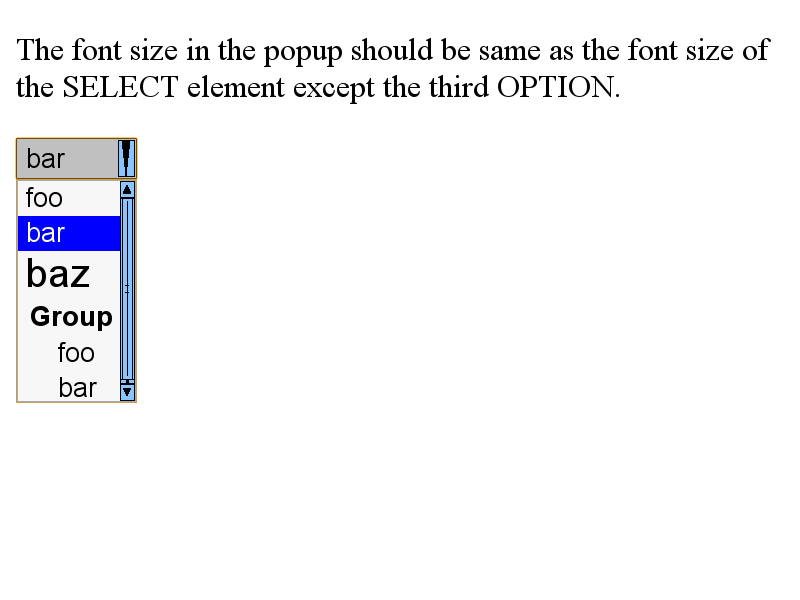 The font size in the popup should be same as the font size of
the SELECT element except the third OPTION.
bar
foo
bar
baz
Group
foo
bar